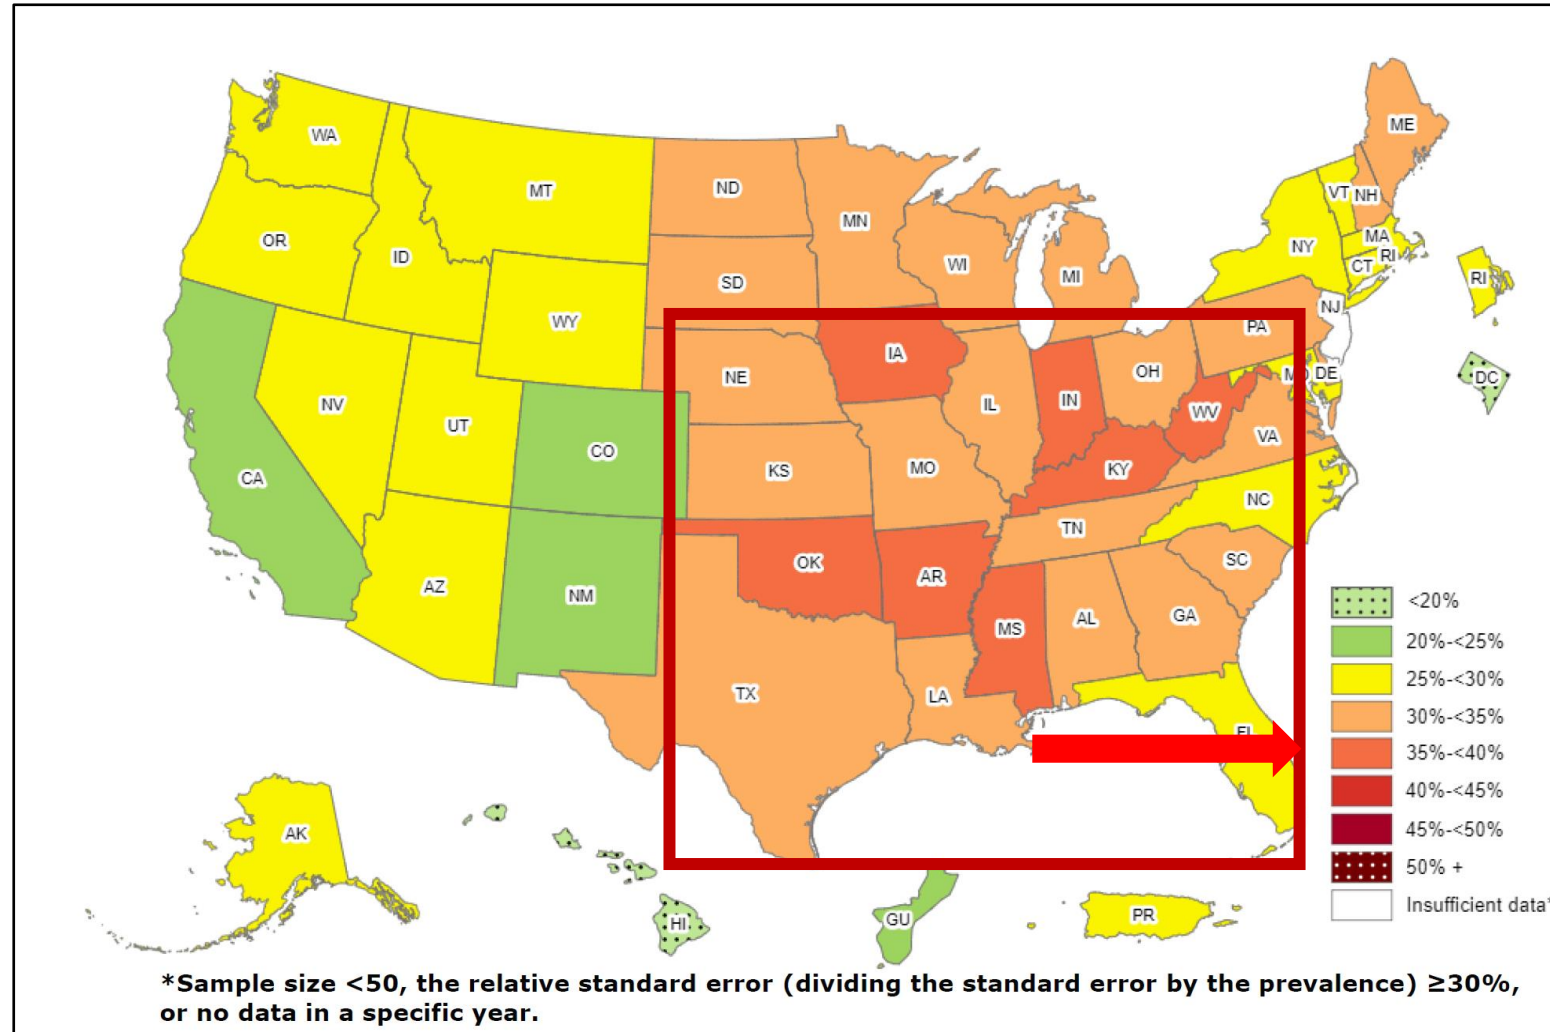 ME
WA
ND
MT
VT
NH
MN
OR
MA
NY
ID
WI
CT
RI
MI
RI
SD
WY
NJ
PA
IA
NE
OH
DC
DE
NV
IL
IN
WV
UT
VA
CO
MO
KS
KY
CA
NC
TN
SC
OK
AR
AZ
NM
GA
AL
MS
TX
LA
<20%
20%-<25%
25%-<30%
30%-<35%
35%-<40%
40%-<45%
45%-<50%
50% +
Insufficient data*
AK
HI
GU
PR
*Sample size <50, the relative standard error (dividing the standard error by the prevalence) ≥30%,
or no data in a specific year.